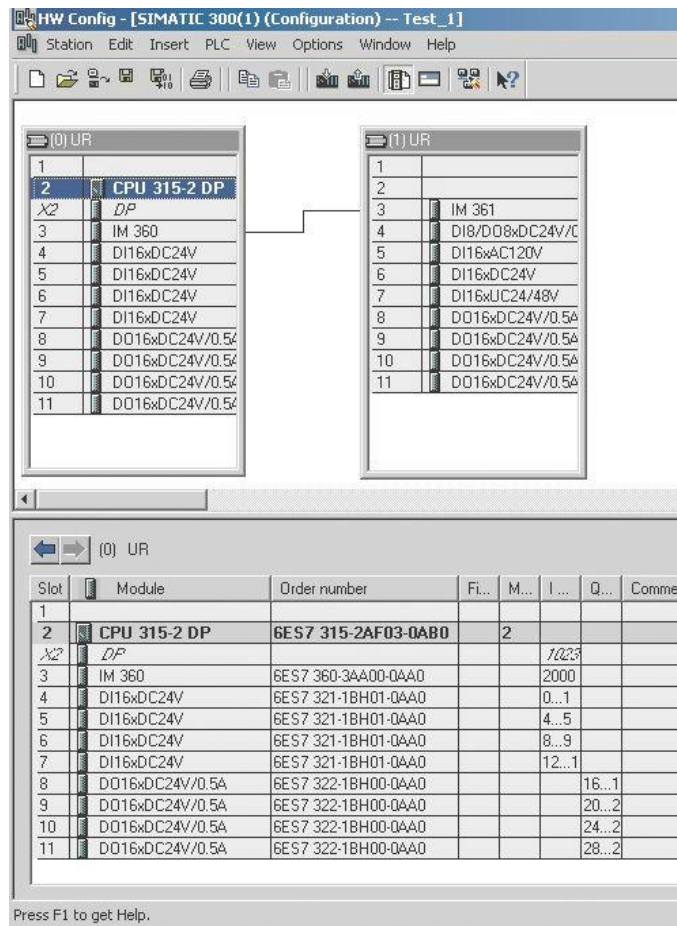 HW Config - [SIMATIC 300(1) (Configuration) -- Test_1]
Station Edit Insert PLC View Options Window Help
(0) UR
1
2 CPU 315-2 DP
X2 DP
3 IM 360
4 DI16xDC24V
5 DI16xDC24V
6 DI16xDC24V
7 DI16xDC24V
8 DO16xDC24V/0.5A
9 DO16xDC24V/0.5A
10 DO16xDC24V/0.5A
11 DO16xDC24V/0.5A
(1) UR
1
2
3 IM 361
4 DI8/DO8xDC24V/0
5 DI16xAC120V
6 DI16xDC24V
7 DI16xUC24/48V
8 DO16xDC24V/0.5A
9 DO16xDC24V/0.5A
10 DO16xDC24V/0.5A
11 DO16xDC24V/0.5A
(0) UR
Slot Module Order number Fi... M... I ... Q... Comme
1
2 CPU 315-2 DP 6ES7 315-2AF03-0AB0 2
X2 DP 1023
3 IM 360 6ES7 360-3AA00-0AA0 2000
4 DI16xDC24V 6ES7 321-1BH01-0AA0 0...1
5 DI16xDC24V 6ES7 321-1BH01-0AA0 4...5
6 DI16xDC24V 6ES7 321-1BH01-0AA0 8...9
7 DI16xDC24V 6ES7 321-1BH01-0AA0 12...1
8 DO16xDC24V/0.5A 6ES7 322-1BH00-0AA0 16...1
9 DO16xDC24V/0.5A 6ES7 322-1BH00-0AA0 20...2
10 DO16xDC24V/0.5A 6ES7 322-1BH00-0AA0 24...2
11 DO16xDC24V/0.5A 6ES7 322-1BH00-0AA0 28...2
Press F1 to get Help.